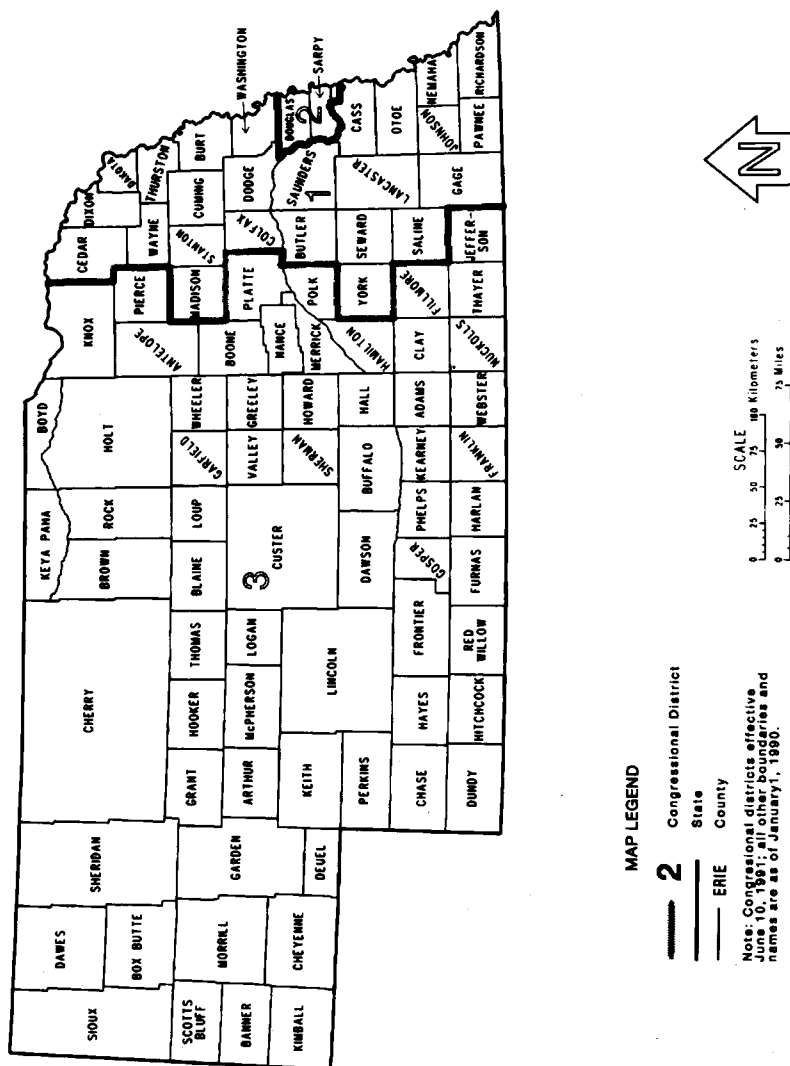 SIOUX
DAWES
BOX BUTTE
SCOTTS
BLUFF
BANNER
KIMBALL
SHERIDAN
MORRILL
CHEYENNE
GARDEN
DEUEL
CHERRY
GRANT
HOOKER
THOMAS
ARTHUR
McPHERSON
LOGAN
KEITH
LINCOLN
PERKINS
CHASE
HAYES
FRONTIER
DUNDY
HITCHCOCK
RED
WILLOW
KEYA PAHA
BROWN
ROCK
BOYD
HOLT
BLAINE
LOUP
GARFIELD
WHEELER
3
CUSTER
VALLEY
GREELEY
SHERMAN
HOWARD
DAWSON
BUFFALO
HALL
GOSPER
PHELPS
KEARNEY
ADAMS
FURNAS
HARLAN
FRANKLIN
WEBSTER
KNOX
ANTELOPE
PIERCE
BOONE
MADISON
NANCE
PLATTE
MERRICK
POLK
HAMILTON
YORK
CLAY
FILLMORE
NUCKOLLS
THAYER
CEDAR
DIXON
DAKOTA
WAYNE
THURSTON
STANTON
CUMING
BURT
COLFAX
DODGE
WASHINGTON
BUTLER
SAUNDERS
1
DOUGLAS
2
SARPY
SEWARD
LANCASTER
CASS
OTOE
SALINE
GAGE
JOHNSON
NEMAHA
JEFFER-
SON
PAWNEE
RICHARDSON
MAP LEGEND
2 Congressional District
State
ERIE County
Note: Congresional districts effective
June 10, 1991; all other boundaries and
names are as of January1, 1990.
SCALE
0 25 50 75 100 Kilometers
0 25 50 75 Miles
N